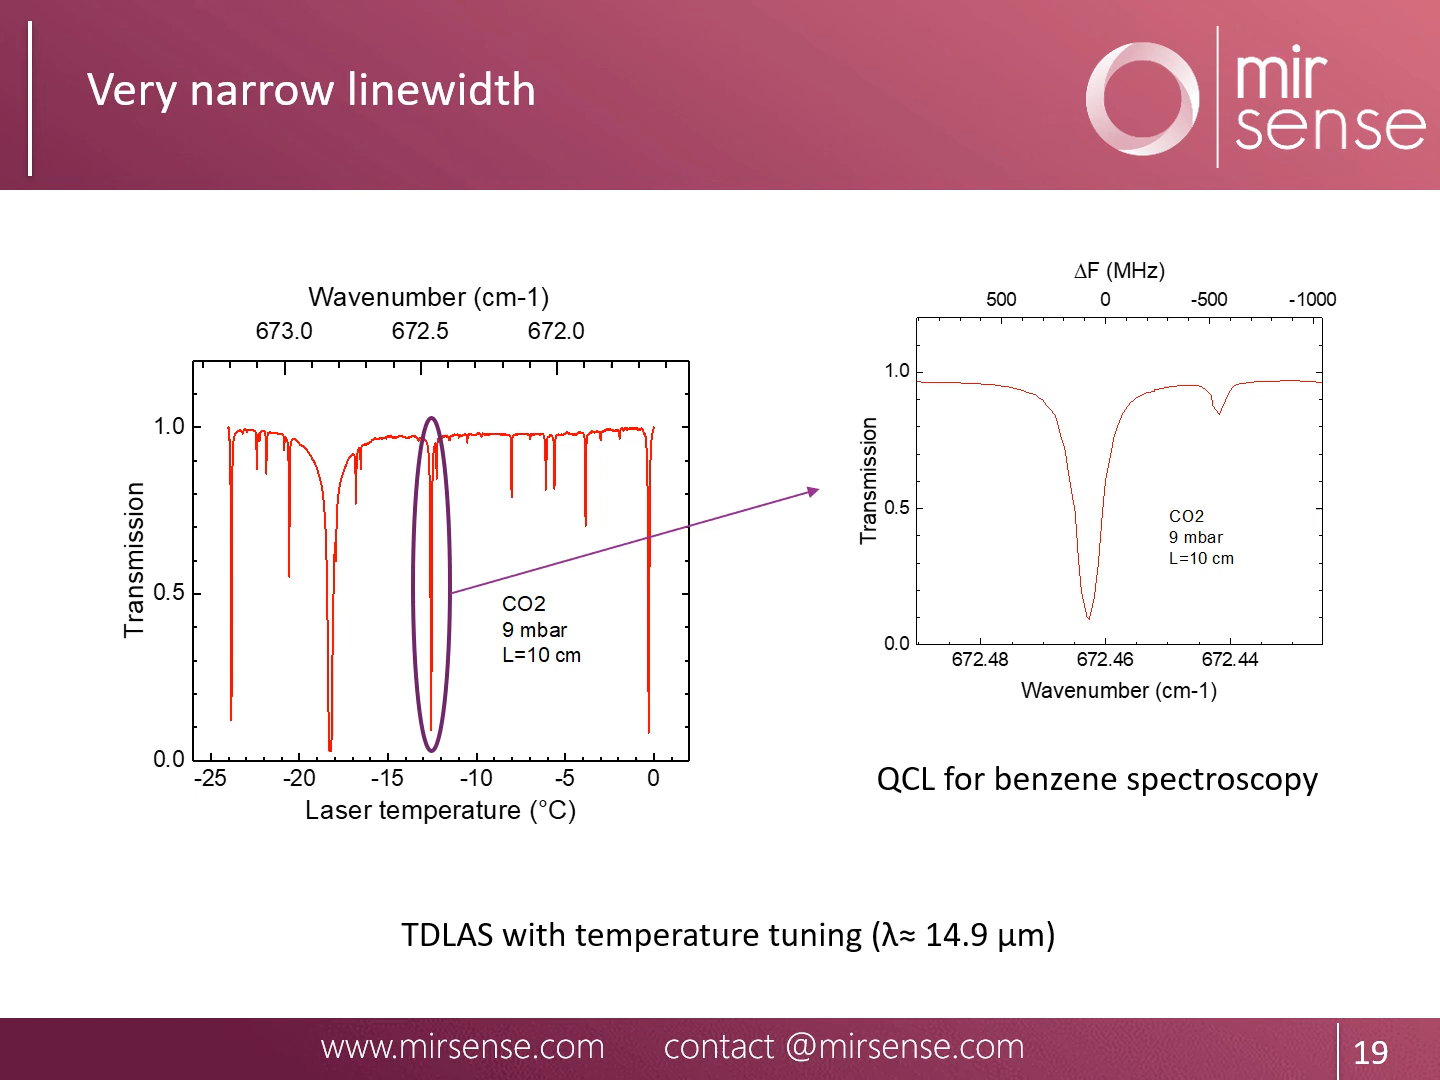 Very narrow linewidth
mir
sense
Wavenumber (cm-1)
673.0 672.5 672.0
1.0
0.5
0.0
Transmission
CO2
9 mbar
L=10 cm
-25 -20 -15 -10 -5 0
Laser temperature (°C)
ΔF (MHz)
500 0 -500 -1000
1.0
0.5
0.0
Transmission
CO2
9 mbar
L=10 cm
672.48 672.46 672.44
Wavenumber (cm-1)
QCL for benzene spectroscopy
TDLAS with temperature tuning (λ≈ 14.9 µm)
www.mirsense.com contact @mirsense.com
19